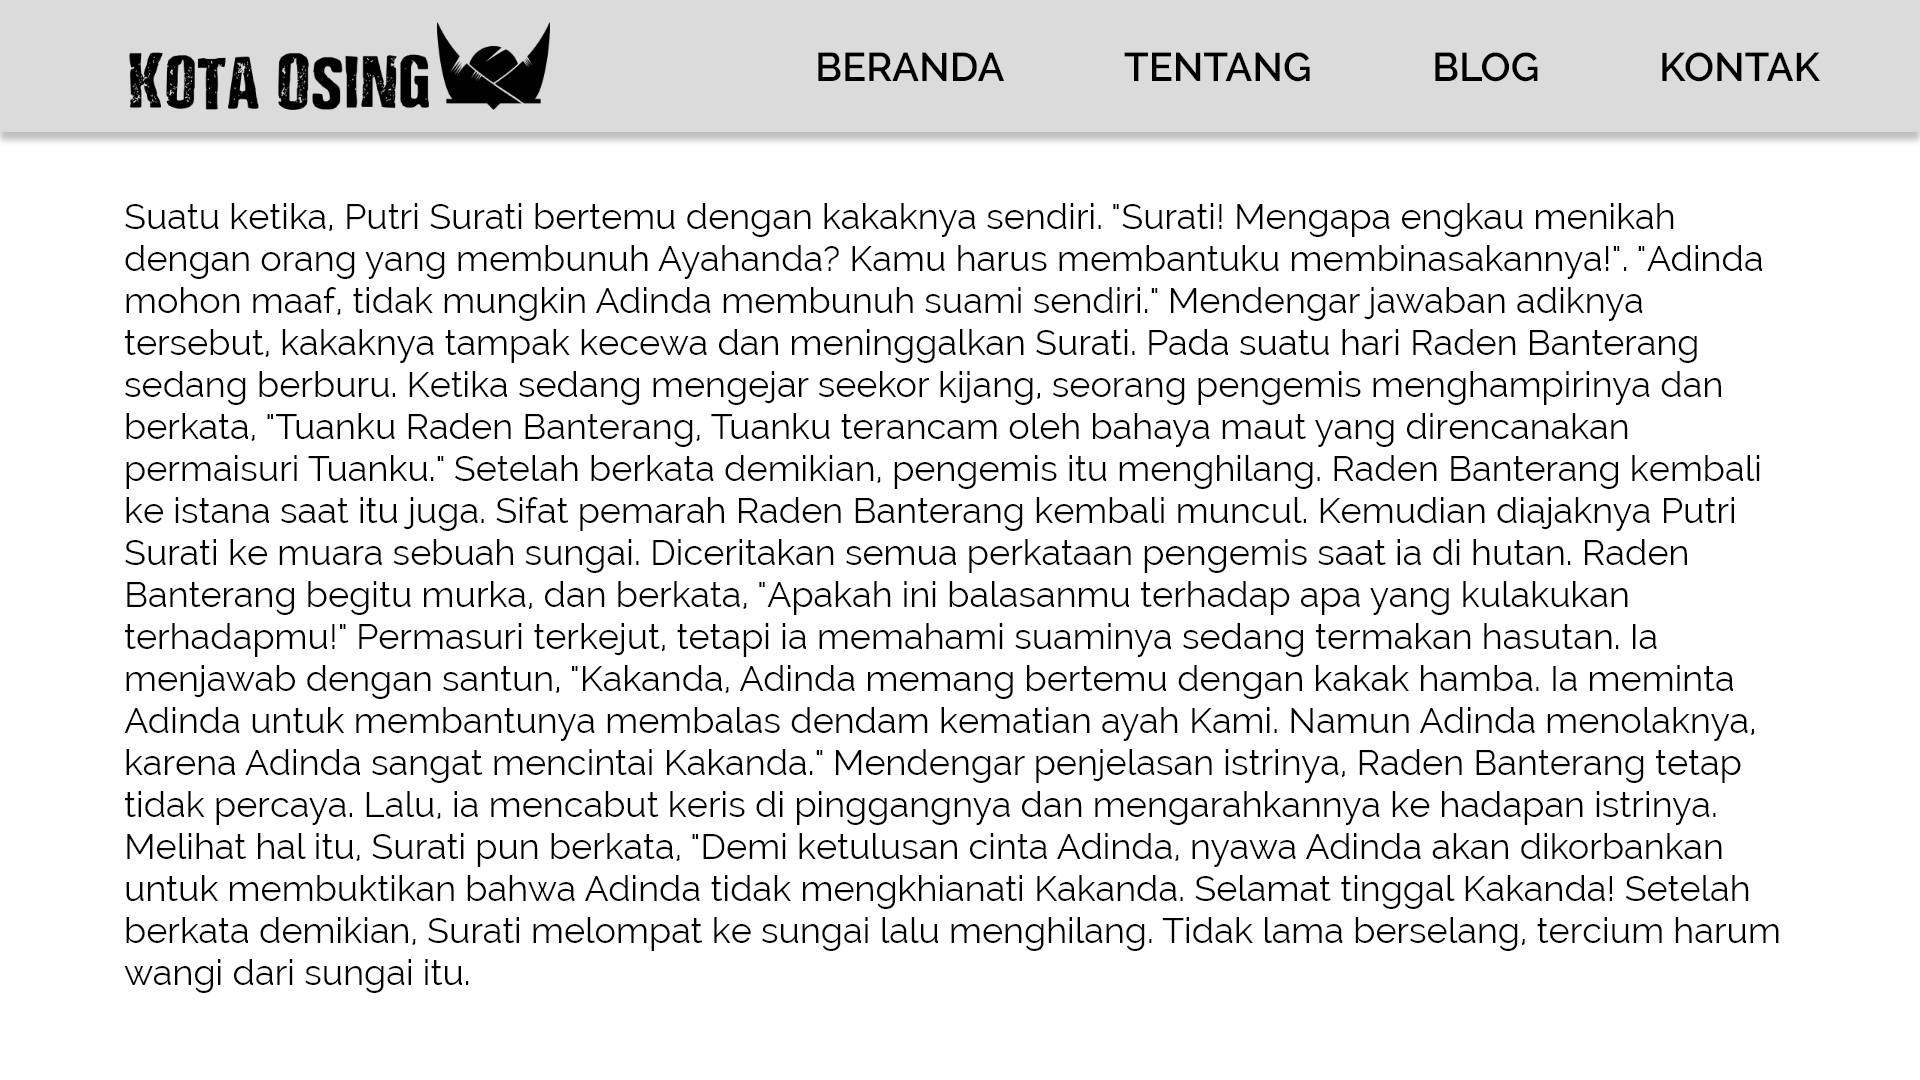 KOTA OSING
BERANDA
TENTANG
BLOG
KONTAK
Suatu ketika, Putri Surati bertemu dengan kakaknya sendiri. "Surati! Mengapa engkau menikah
dengan orang yang membunuh Ayahanda? Kamu harus membantuku membinasakannya!". "Adinda
mohon maaf, tidak mungkin Adinda membunuh suami sendiri." Mendengar jawaban adiknya
tersebut, kakaknya tampak kecewa dan meninggalkan Surati. Pada suatu hari Raden Banterang
sedang berburu. Ketika sedang mengejar seekor kijang, seorang pengemis menghampirinya dan
berkata, "Tuanku Raden Banterang, Tuanku terancam oleh bahaya maut yang direncanakan
permaisuri Tuanku." Setelah berkata demikian, pengemis itu menghilang. Raden Banterang kembali
ke istana saat itu juga. Sifat pemarah Raden Banterang kembali muncul. Kemudian diajaknya Putri
Surati ke muara sebuah sungai. Diceritakan semua perkataan pengemis saat ia di hutan. Raden
Banterang begitu murka, dan berkata, "Apakah ini balasanmu terhadap apa yang kulakukan
terhadapmu!" Permasuri terkejut, tetapi ia memahami suaminya sedang termakan hasutan. Ia
menjawab dengan santun, "Kakanda, Adinda memang bertemu dengan kakak hamba. Ia meminta
Adinda untuk membantunya membalas dendam kematian ayah Kami. Namun Adinda menolaknya,
karena Adinda sangat mencintai Kakanda." Mendengar penjelasan istrinya, Raden Banterang tetap
tidak percaya. Lalu, ia mencabut keris di pinggangnya dan mengarahkannya ke hadapan istrinya.
Melihat hal itu, Surati pun berkata, "Demi ketulusan cinta Adinda, nyawa Adinda akan dikorbankan
untuk membuktikan bahwa Adinda tidak mengkhianati Kakanda. Selamat tinggal Kakanda! Setelah
berkata demikian, Surati melompat ke sungai lalu menghilang. Tidak lama berselang, tercium harum
wangi dari sungai itu.